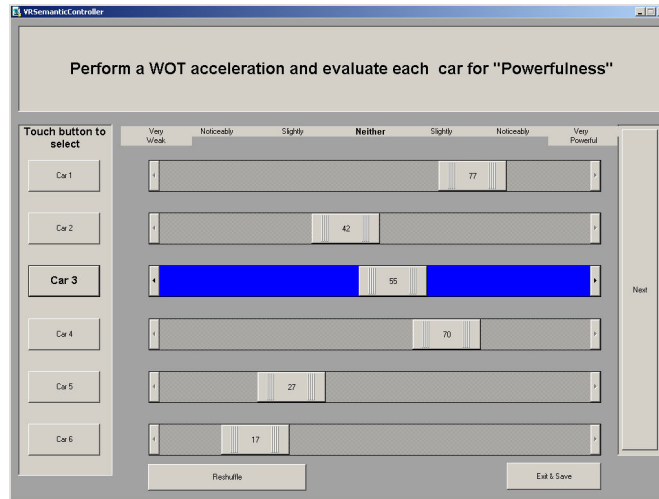 VRSemanticController
Perform a WOT acceleration and evaluate each car for "Powerfulness"
Touch button to
select
Very
Weak
Noticeably
Slightly
Neither
Slightly
Noticeably
Very
Powerful
Car 1
77
Car 2
42
Car 3
55
Car 4
70
Car 5
27
Car 6
17
Next
Reshuffle
Exit & Save